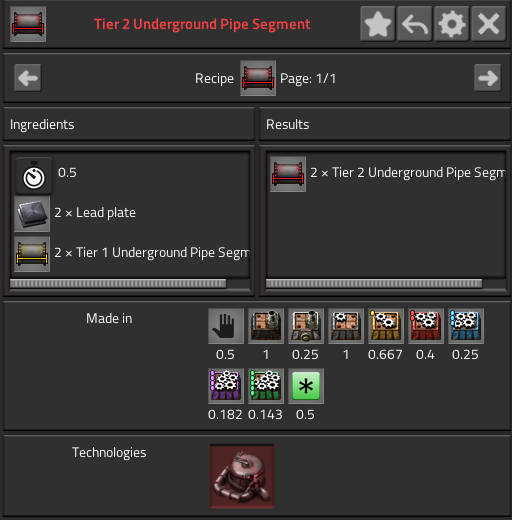 Tier 2 Underground Pipe Segment
Recipe Page: 1/1
Ingredients
Results
0.5
2 × Lead plate
2 × Tier 1 Underground Pipe Segm
2 × Tier 2 Underground Pipe Segm
Made in
0.5 1 0.25 1 0.667 0.4 0.25
0.182 0.143 0.5
Technologies